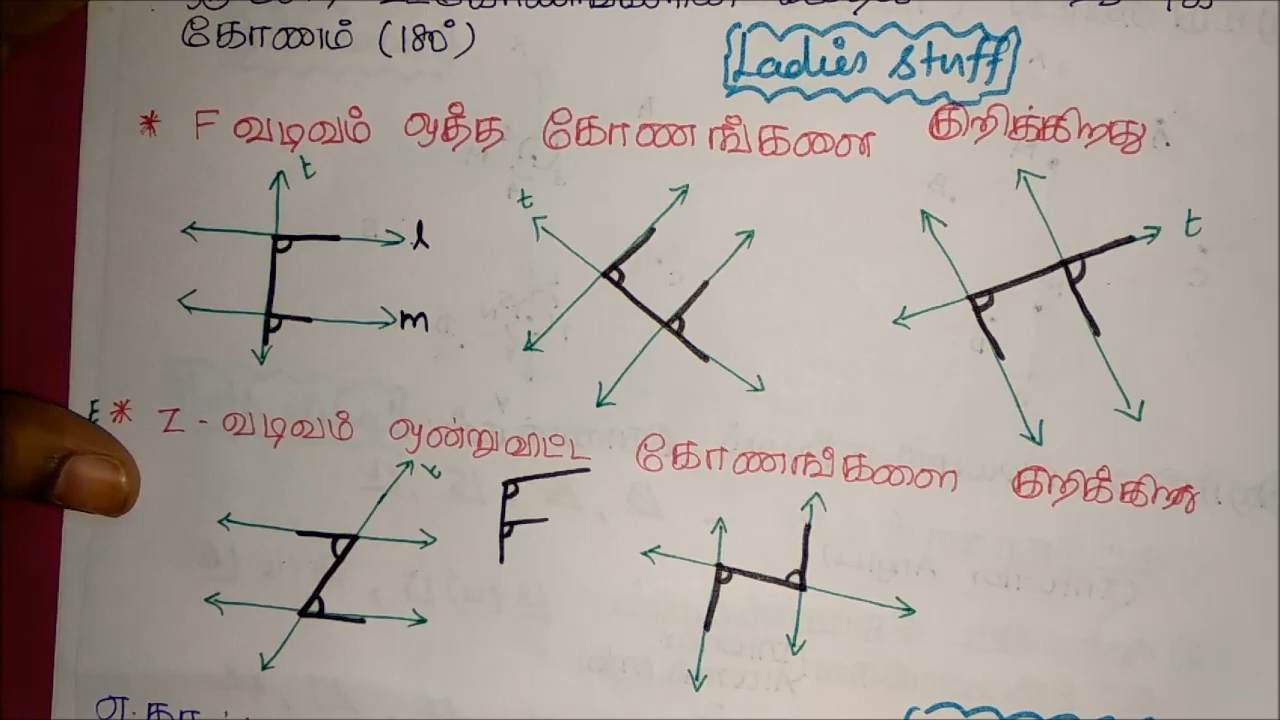 கோணம் (180°)
Ladies Stuff
* F வடிவம் ஒத்த கோணங்களை குறிக்கிறது.
t
l
m
t
t
* Z - வடிவம் ஒன்றுவிட்ட கோணங்களை குறிக்கிறது.
F